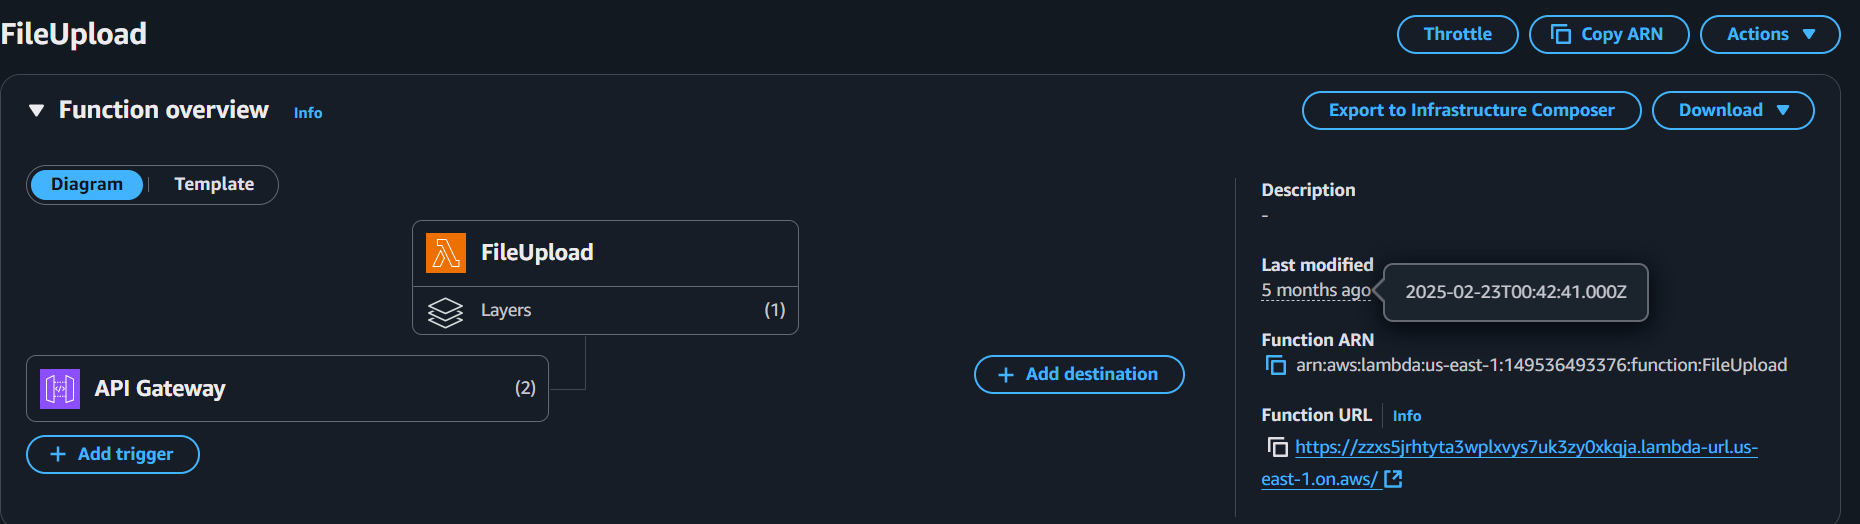 FileUpload
Throttle
Copy ARN
Actions
Function overview
Info
Export to Infrastructure Composer
Download
Diagram
Template
FileUpload
Layers
(1)
API Gateway
(2)
+ Add trigger
+ Add destination
Description
-
Last modified
5 months ago
2025-02-23T00:42:41.000Z
Function ARN
arn:aws:lambda:us-east-1:149536493376:function:FileUpload
Function URL
Info
https://zzxs5jrhtyta3wplxvys7uk3zy0xkqja.lambda-url.us-
east-1.on.aws/